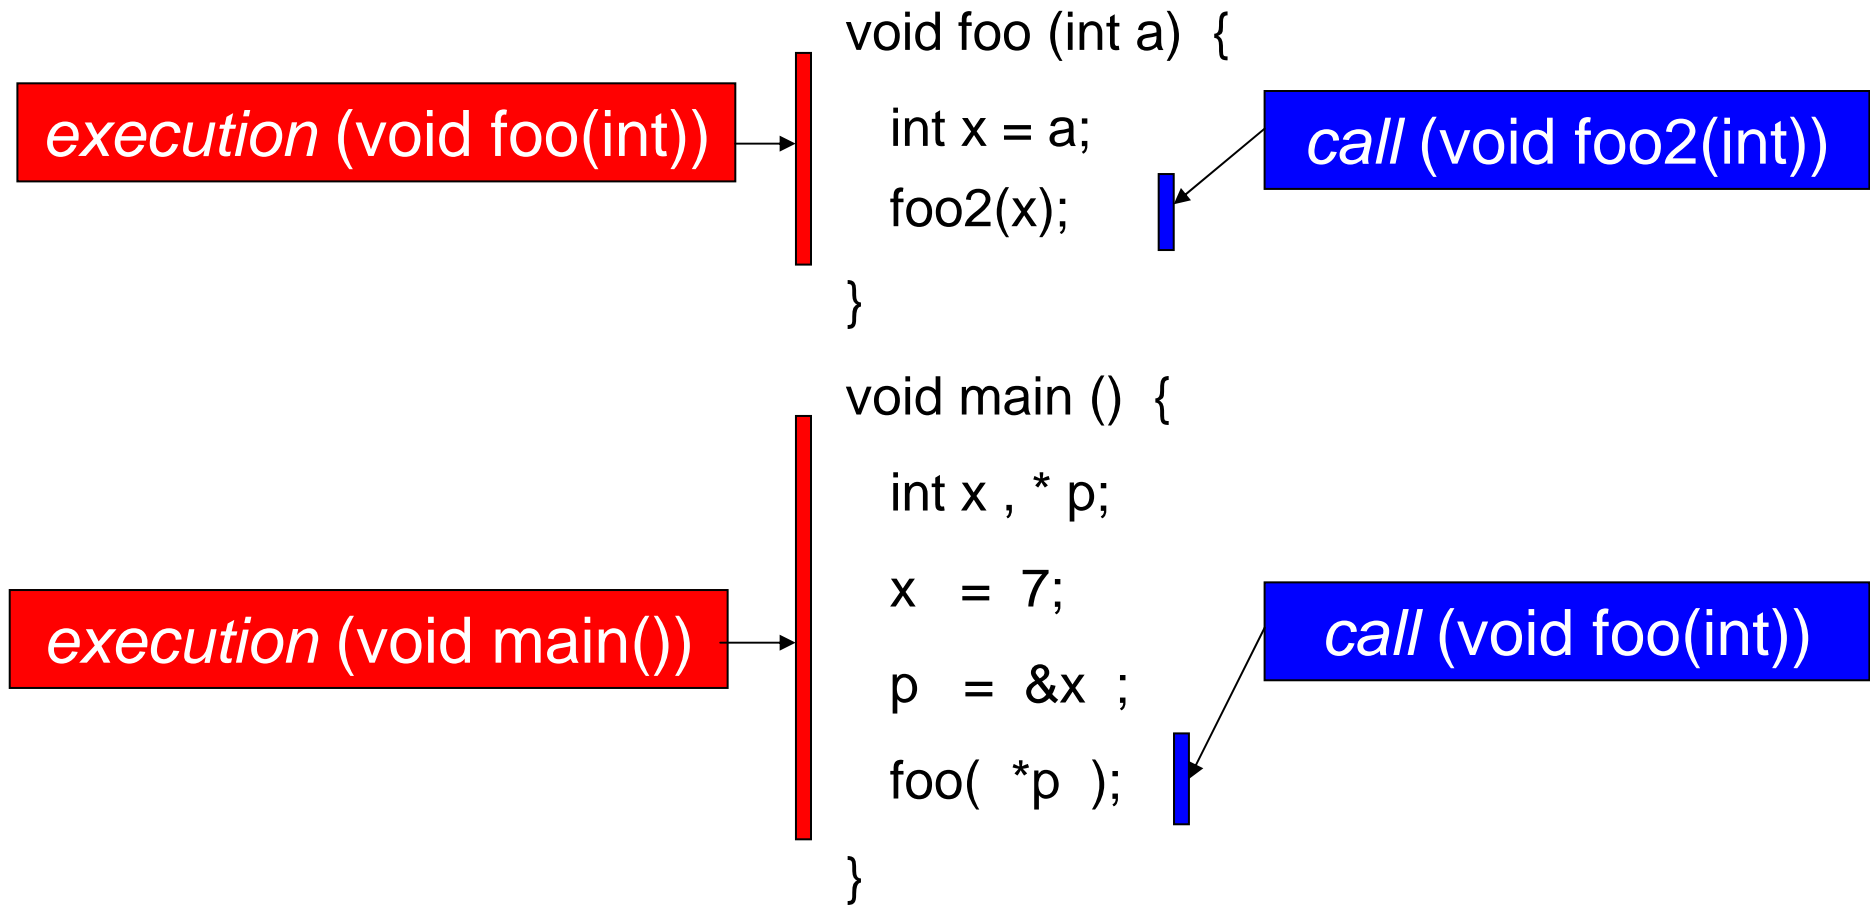 void foo (int a)  {
execution (void foo(int))
int x = a;
call (void foo2(int))
foo2(x);
}
void main ()  {
int x , * p;
x   =  7;
execution (void main())
call (void foo(int))
p   =  &x  ;
foo(  *p  );
}